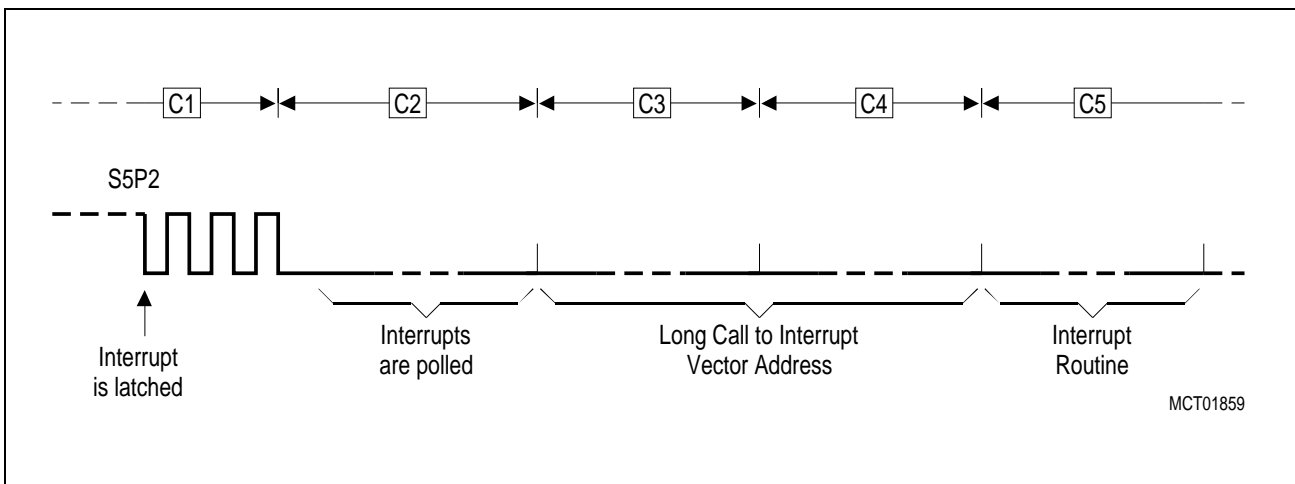 C1 C2 C3 C4 C5
S5P2
Interrupt
is latched
Interrupts
are polled
Long Call to Interrupt
Vector Address
Interrupt
Routine
MCT01859